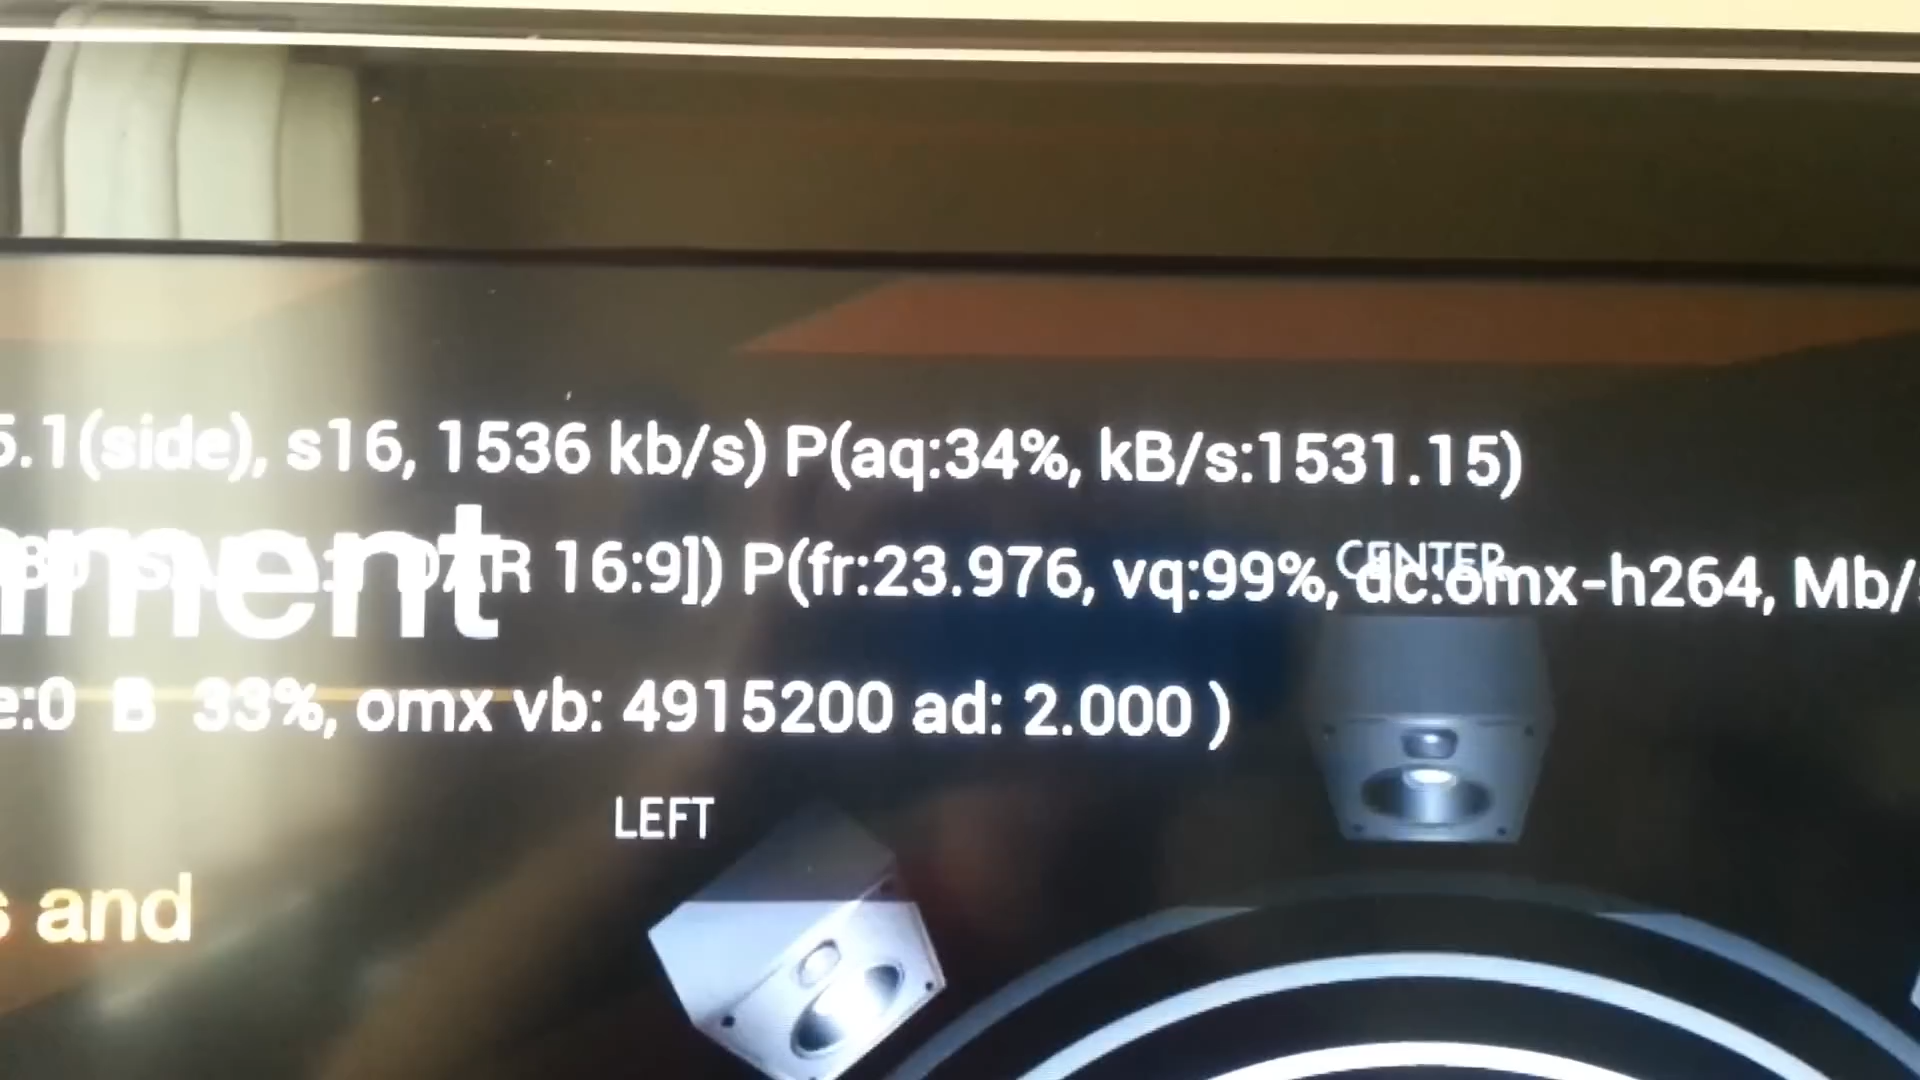 5.1(side), s16, 1536 kb/s) P(aq:34%, kB/s:1531.15)
DAR 16:9]) P(fr:23.976, vq:99%, dc:omx-h264, Mb/
ment
CENTER
e:0 B 33%, omx vb: 4915200 ad: 2.000 )
LEFT
s and